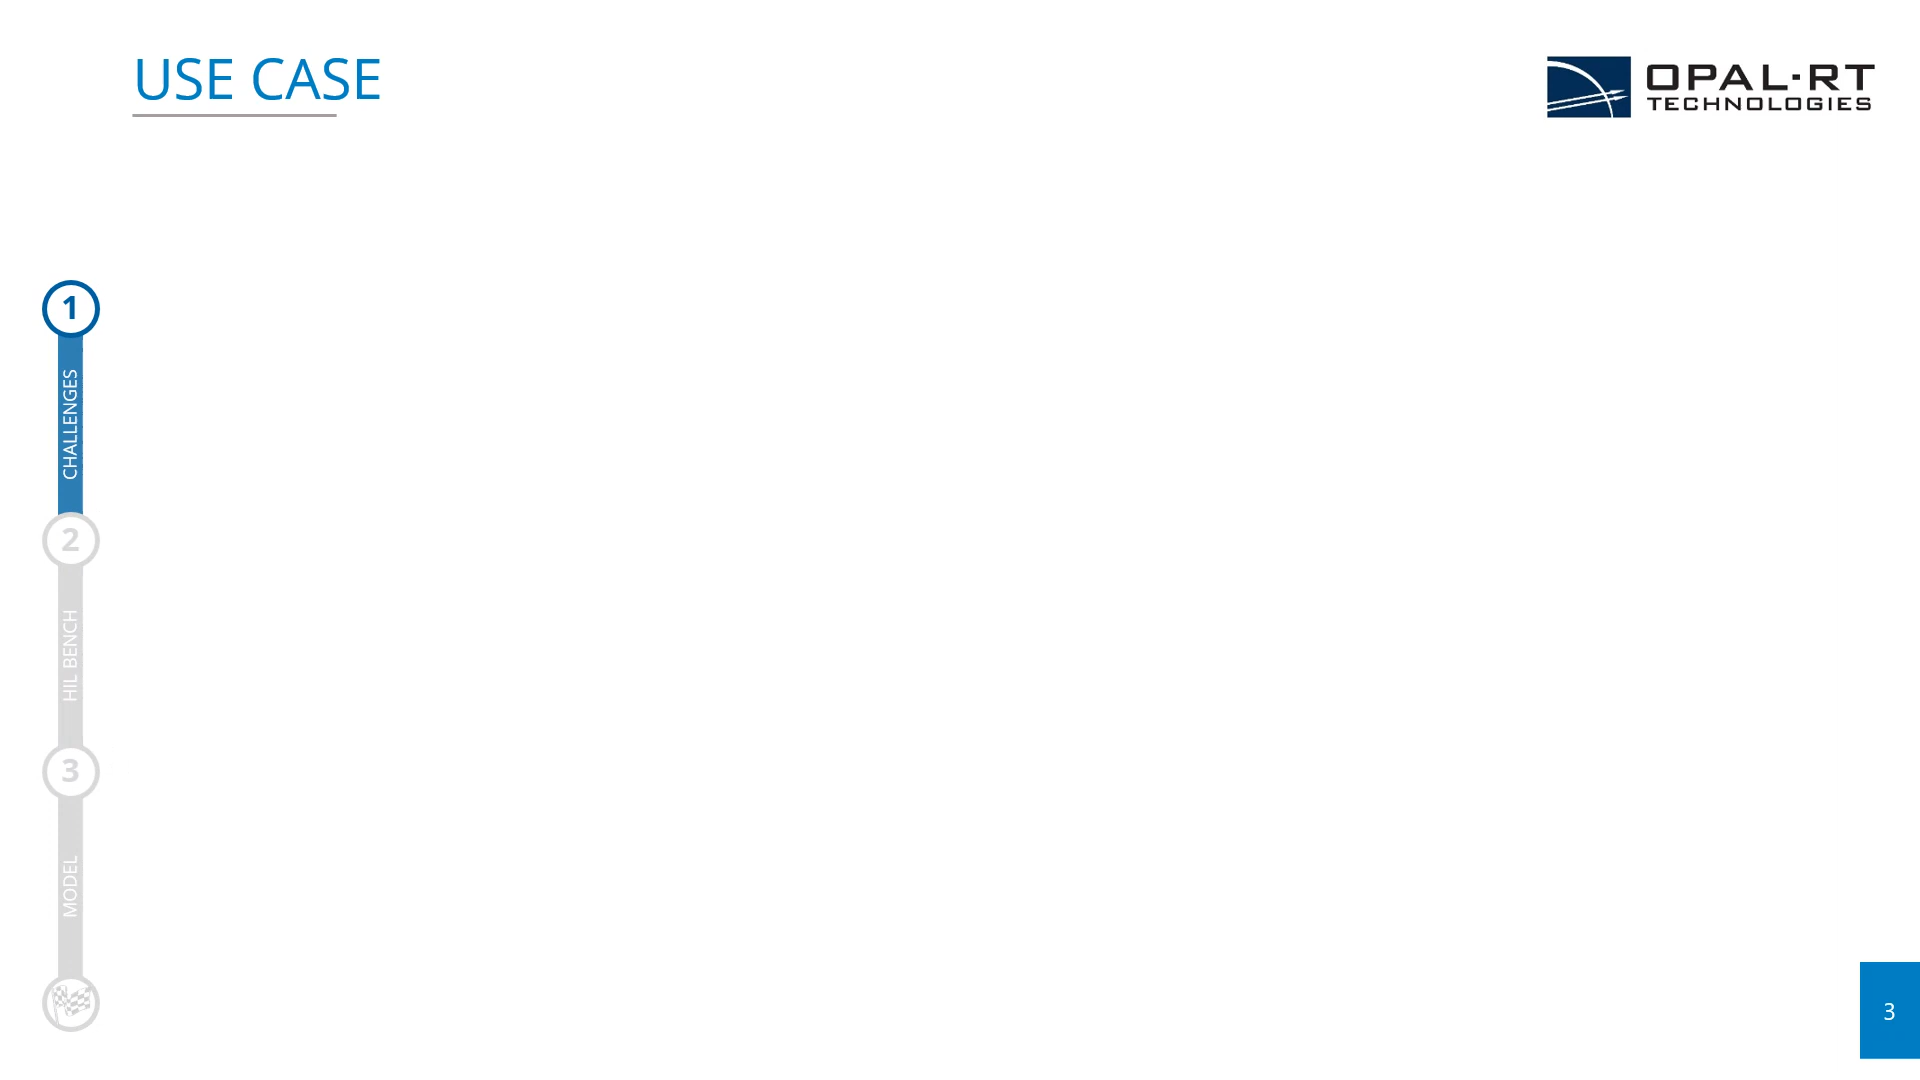 USE CASE
OPAL·RT
TECHNOLOGIES
1
CHALLENGES
2
HIL BENCH
3
MODEL
3